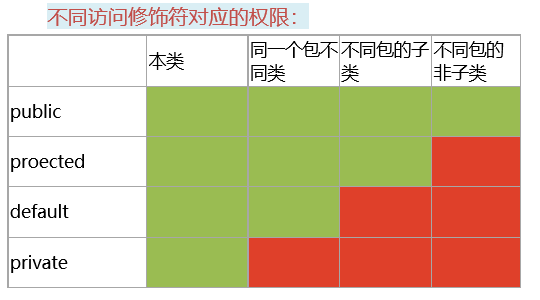 不同访问修饰符对应的权限：
本类
同一个包不
同类
不同包的子
类
不同包的
非子类
public
proected
default
private